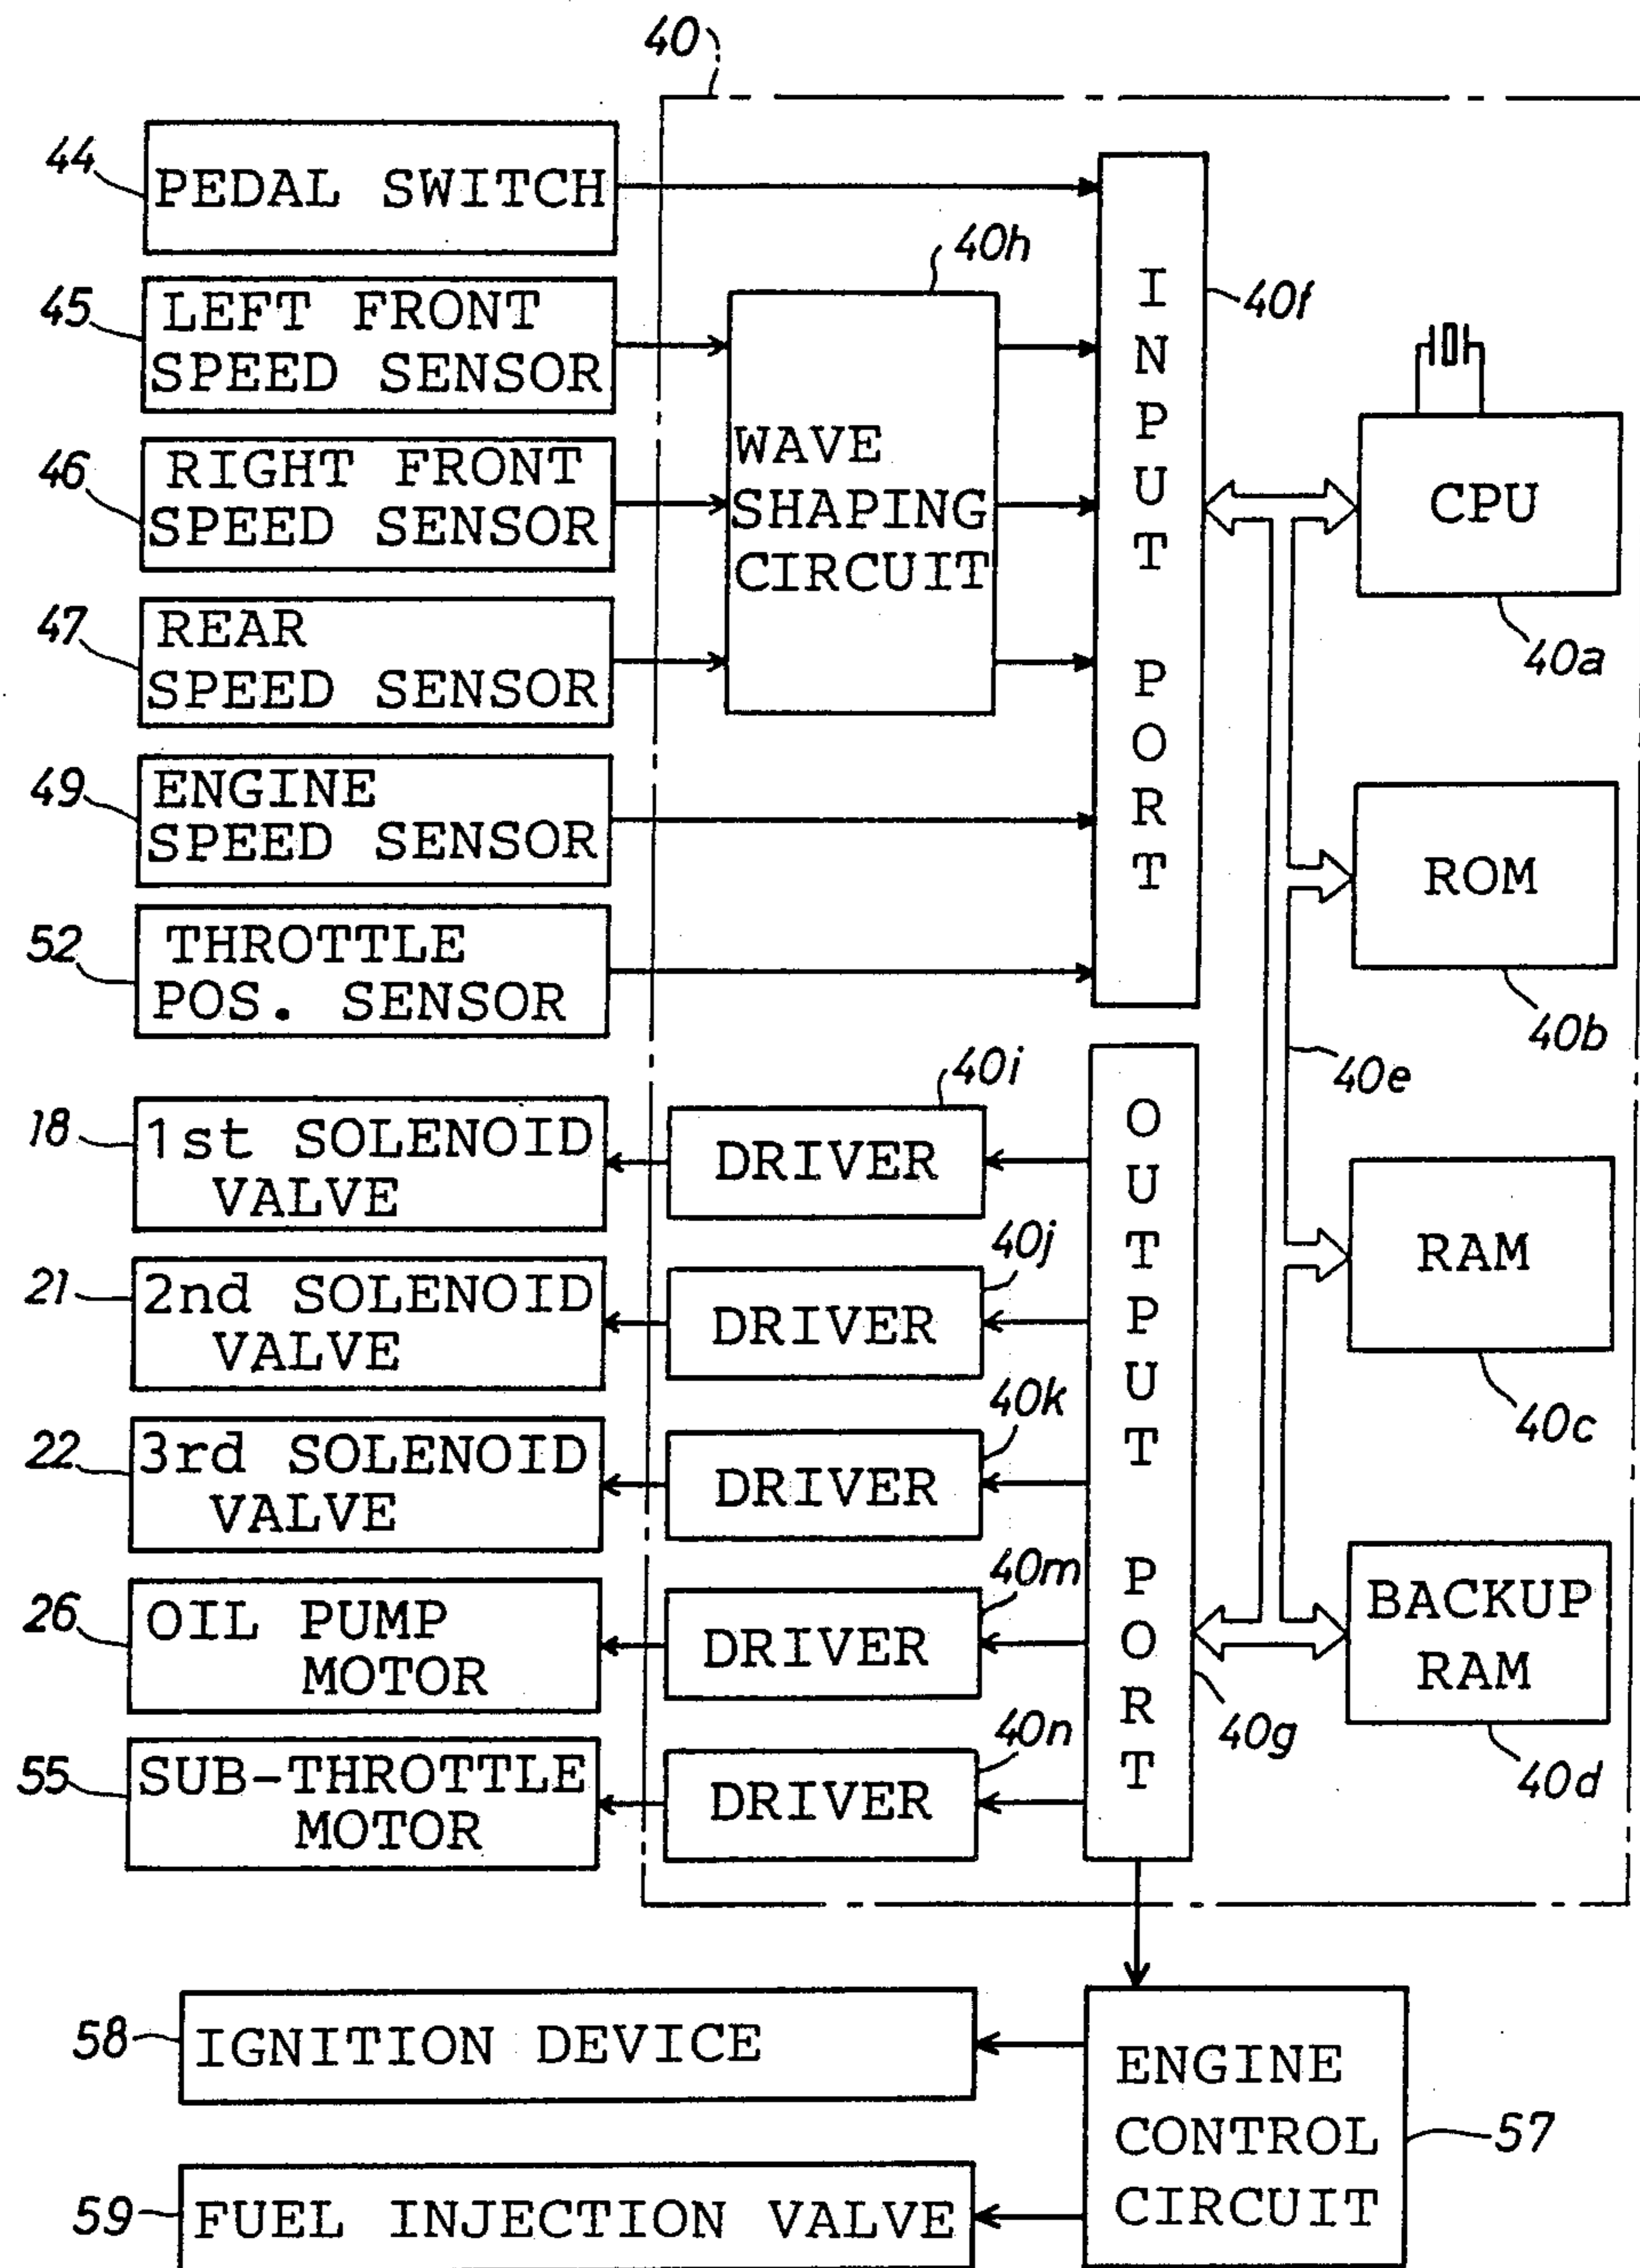 40
44
PEDAL SWITCH
45
LEFT FRONT
SPEED SENSOR
46
RIGHT FRONT
SPEED SENSOR
47
REAR
SPEED SENSOR
49
ENGINE
SPEED SENSOR
52
THROTTLE
POS. SENSOR
40h
WAVE
SHAPING
CIRCUIT
INPUT PORT
40f
CPU
40a
ROM
40b
40e
RAM
40c
BACKUP
RAM
40d
18
1st SOLENOID
VALVE
40i
DRIVER
21
2nd SOLENOID
VALVE
40j
DRIVER
22
3rd SOLENOID
VALVE
40k
DRIVER
26
OIL PUMP
MOTOR
40m
DRIVER
55
SUB-THROTTLE
MOTOR
40n
DRIVER
OUTPUT PORT
40g
58
IGNITION DEVICE
59
FUEL INJECTION VALVE
ENGINE
CONTROL
CIRCUIT
57